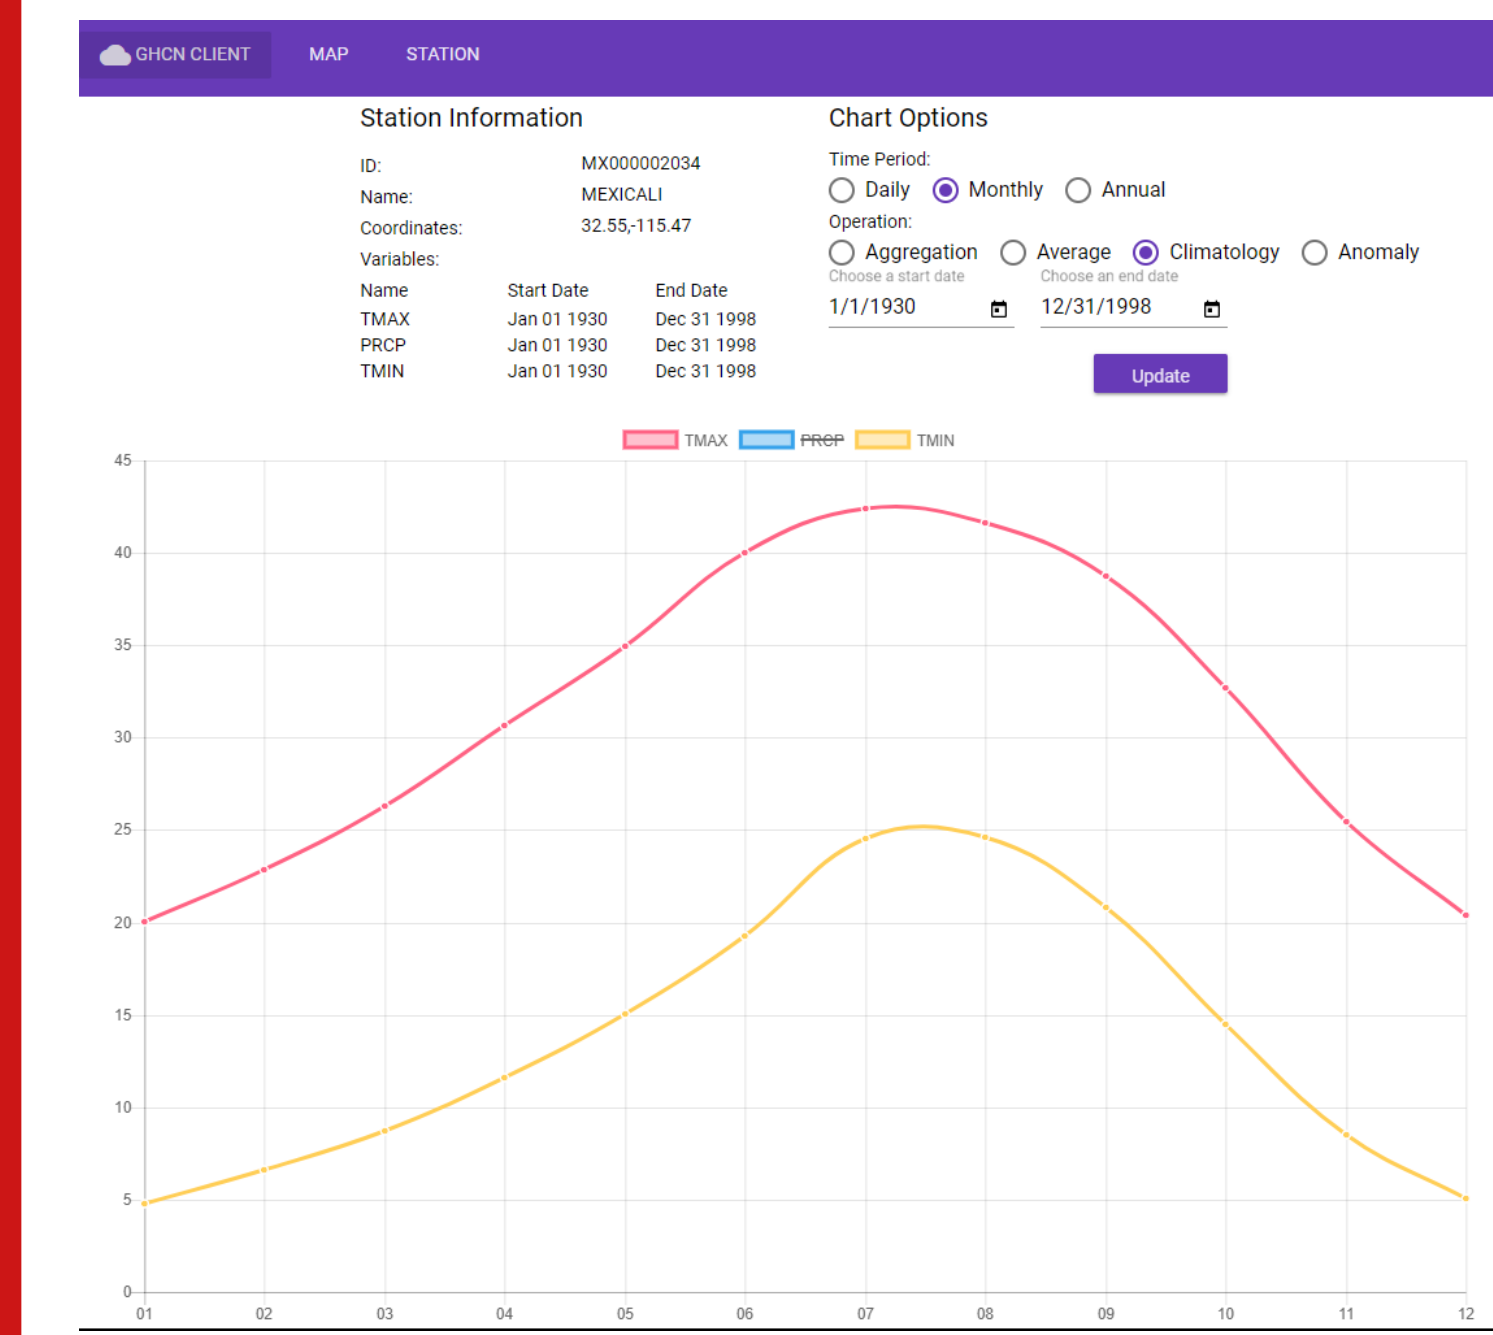 GHCN CLIENT MAP STATION
Station Information
ID: MX000002034
Name: MEXICALI
Coordinates: 32.55,-115.47
Variables:
Name Start Date End Date
TMAX Jan 01 1930 Dec 31 1998
PRCP Jan 01 1930 Dec 31 1998
TMIN Jan 01 1930 Dec 31 1998
Chart Options
Time Period:
Daily Monthly Annual
Operation:
Aggregation Average Climatology Anomaly
Choose a start date Choose an end date
1/1/1930 12/31/1998
Update
TMAX PRCP TMIN
45
40
35
30
25
20
15
10
5
0
01 02 03 04 05 06 07 08 09 10 11 12